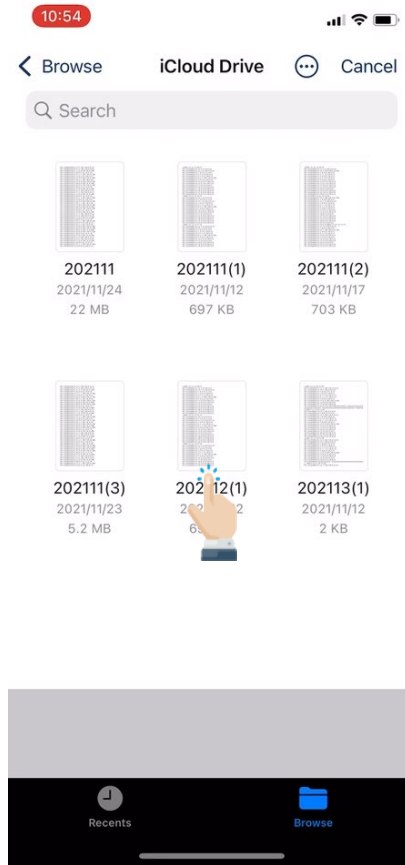 10:54
Browse iCloud Drive Cancel
Search
202111 202111(1) 202111(2)
2021/11/24 2021/11/12 2021/11/17
22 MB 697 KB 703 KB
202111(3) 202113(1)
2021/11/23 2021/11/12
5.2 MB 2 KB
Recents Browse